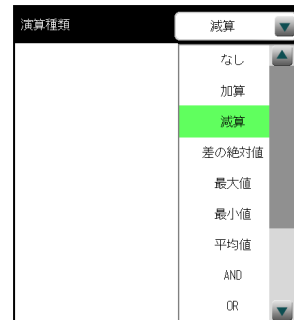 演算種類 減算
なし
加算
減算
差の絶対値
最大値
最小値
平均値
AND
OR